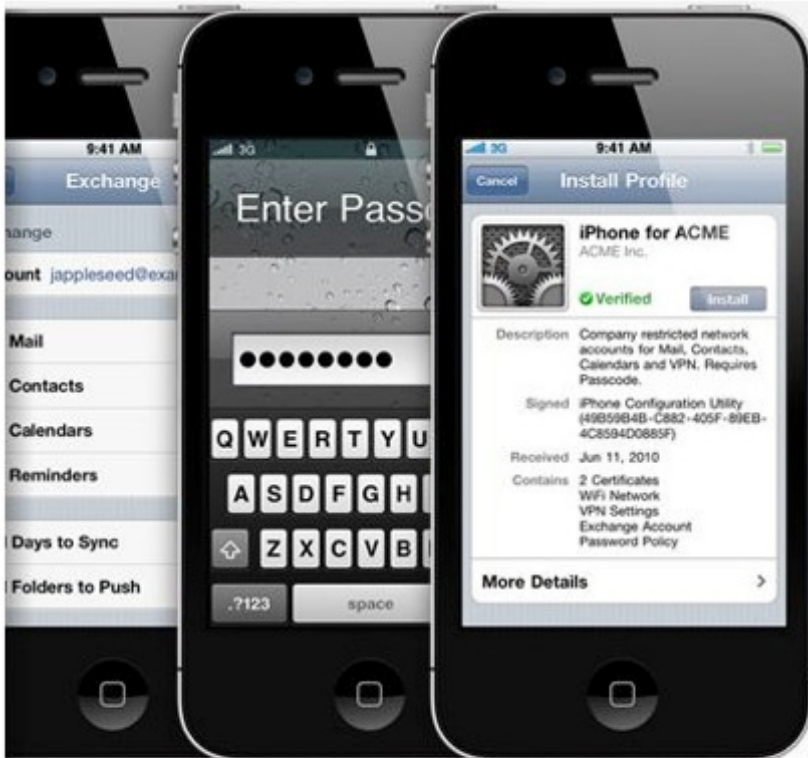 9:41 AM
Exchange
ount jappleseed@exa
Mail
Contacts
Calendars
Reminders
Days to Sync
Folders to Push
3G
Enter Passc
Q W E R T Y U
A S D F G H
Z X C V B
.?123 space
3G 9:41 AM
Cancel Install Profile
iPhone for ACME
ACME Inc.
Verified Install
Description Company restricted network
accounts for Mail, Contacts,
Calendars and VPN. Requires
Passcode.
Signed iPhone Configuration Utility
(49B59B4B-C882-405F-89EB-
4C8594D0885F)
Received Jun 11, 2010
Contains 2 Certificates
WiFi Network
VPN Settings
Exchange Account
Password Policy
More Details